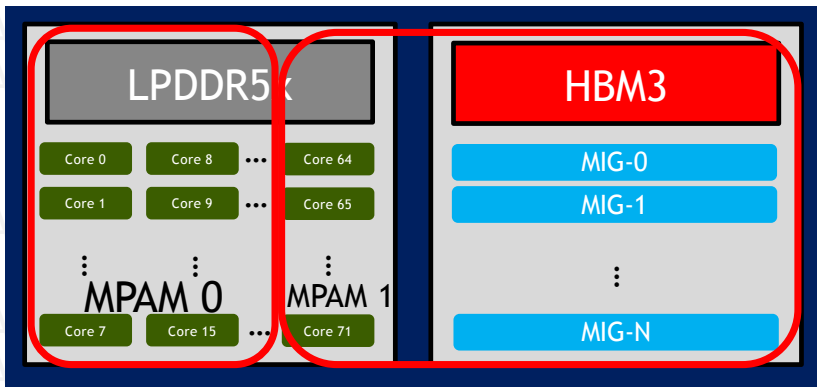 LPDDR5x
HBM3
Core 0 Core 8 ... Core 64
MIG-0
Core 1 Core 9 ... Core 65
MIG-1
MPAM 0
MPAM 1
Core 7 Core 15 ... Core 71
MIG-N